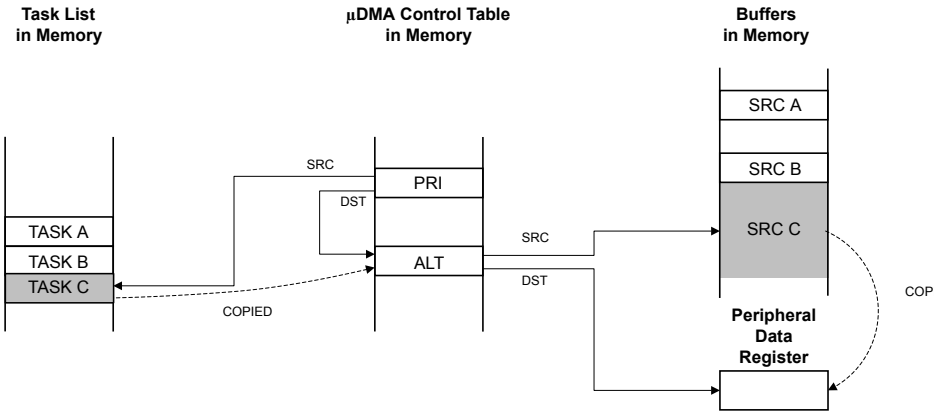 Task List
in Memory
µDMA Control Table
in Memory
Buffers
in Memory
SRC A
SRC B
SRC C
SRC
PRI
DST
TASK A
TASK B
TASK C
ALT
SRC
DST
COPIED
COP
Peripheral
Data
Register